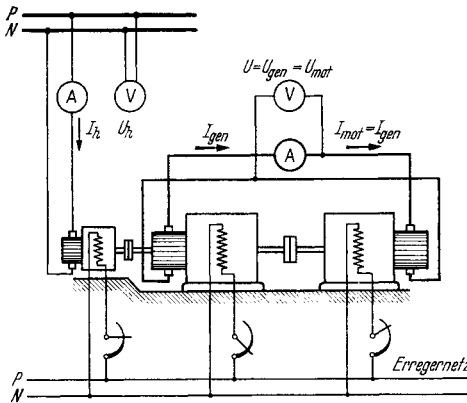 P
N
U=U_gen=U_mot
A
V
V
I_h
U_h
I_gen
A
I_mot=I_gen
Erregernetz
P
N